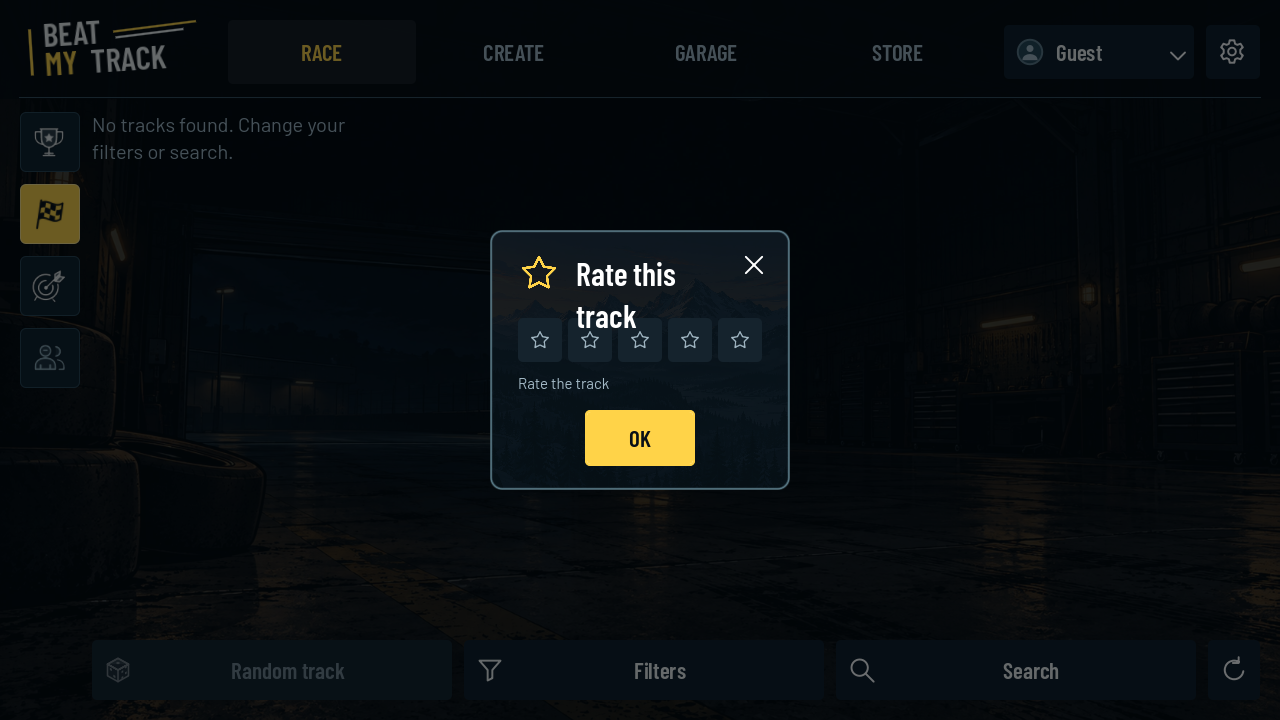 BEAT
MY TRACK
RACE
CREATE
GARAGE
STORE
Guest
No tracks found. Change your
filters or search.
Rate this
track
Rate the track
OK
Random track
Filters
Search